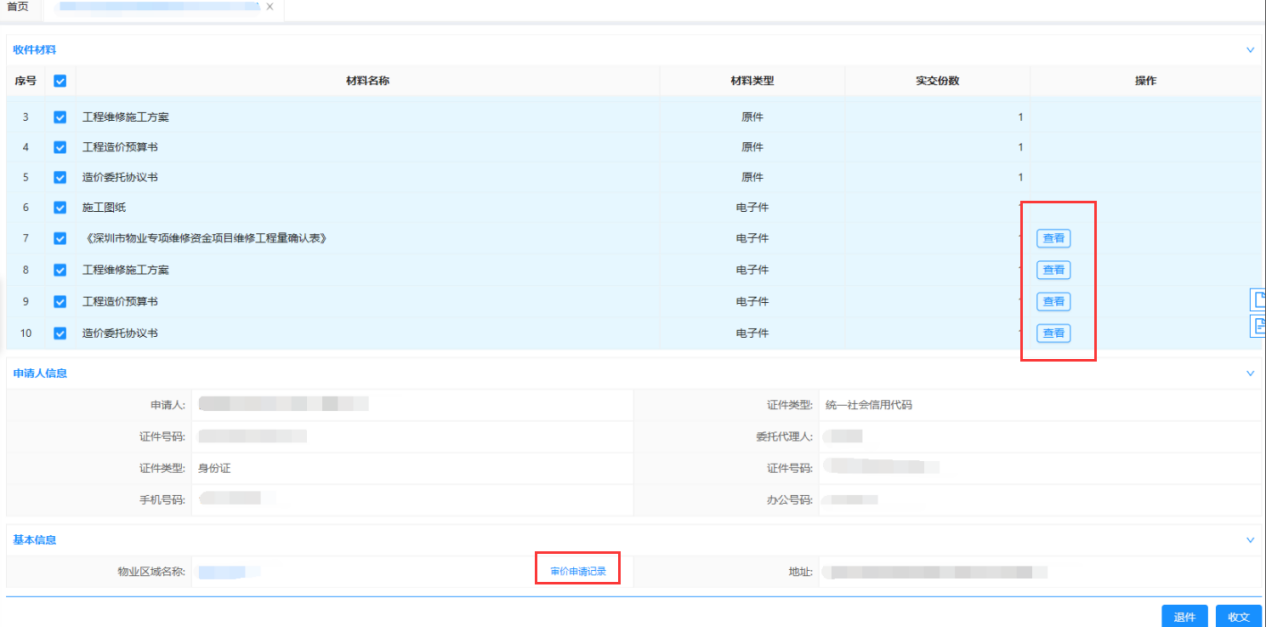 首页 ×
收件材料
序号 材料名称 材料类型 实交份数 操作
3 工程维修施工方案 原件 1
4 工程造价预算书 原件 1
5 造价委托协议书 原件 1
6 施工图纸 电子件
7 《深圳市物业专项维修资金项目维修工程量确认表》 电子件 查看
8 工程维修施工方案 电子件 查看
9 工程造价预算书 电子件 查看
10 造价委托协议书 电子件 查看
申请人信息
申请人: 证件类型: 统一社会信用代码
证件号码: 委托代理人:
证件类型: 身份证 证件号码:
手机号码: 办公号码:
基本信息
物业区域名称: 审价申请记录 地址:
退件 收文